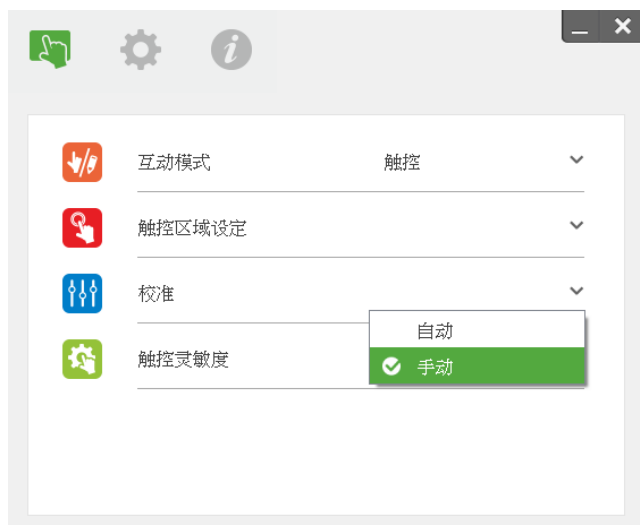 互动模式 触控
触控区域设定
校准
自动
触控灵敏度
手动